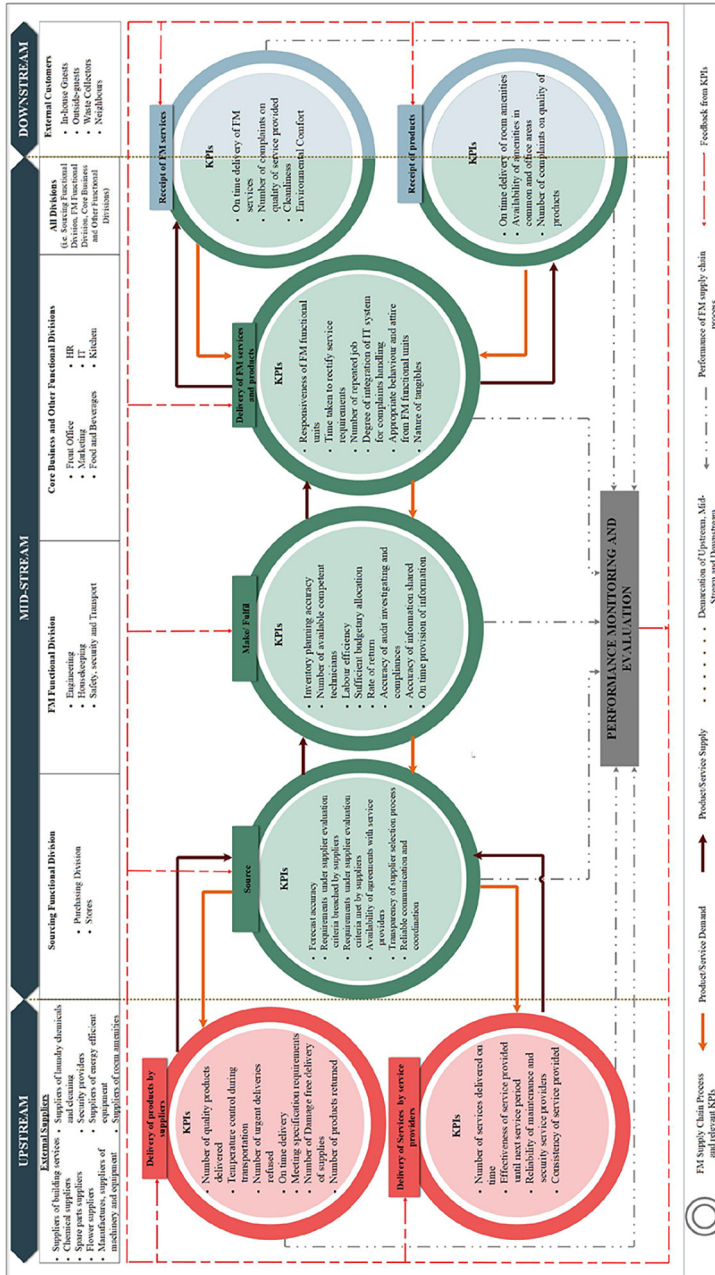 UPSTREAM
MID-STREAM
DOWNSTREAM
External Suppliers
• Suppliers of building services
• Chemical suppliers
• Spare parts suppliers
• Flower suppliers
• Manufactures, suppliers of
machinery and equipment
• Suppliers of laundry chemicals
and cleaning
• Security providers
• Suppliers of energy efficient
equipment
• Suppliers of room amenities
Sourcing Functional Division
• Purchasing Division
• Stores
FM Functional Division
• Engineering
• Housekeeping
• Safety, security and Transport
Core Business and Other Functional Divisions
• Front Office
• Marketing
• Food and Beverages
• HR
• IT
• Kitchen
All Divisions
(i.e. Sourcing Functional
Division, FM Functional
Division, Core Business
and Other Functional
Divisions)
External Customers
• In-house Guests
• Outside-guests
• Waste Collectors
• Neighbours
Delivery of products by
suppliers
KPIs
• Number of quality products
delivered
• Temperature control during
transportation
• Number of urgent deliveries
refused
• On time delivery
• Meeting specification requirements
• Number of Damage free delivery
of supplies
• Number of products returned
Delivery of Services by service
providers
KPIs
• Number of services delivered on
time
• Effectiveness of service provided
until next service period
• Reliability of maintenance and
security service providers
• Consistency of service provided
Source
KPIs
• Forecast accuracy
• Requirements under supplier evaluation
criteria breached by suppliers
• Requirements under supplier evaluation
criteria met by suppliers
• Availability of agreements with service
providers
• Transparency of supplier selection process
• Reliable communication and
coordination
Make/ Fulfil
KPIs
• Inventory planning accuracy
• Number of available competent
technicians
• Labour efficiency
• Sufficient budgetary allocation
• Rate of return
• Accuracy of audit investigating and
compliances
• Accuracy of information shared
• On time provision of information
Delivery of FM services
and products
KPIs
• Responsiveness of FM functional
units
• Time taken to rectify service
requirements
• Number of repeated job
• Degree of integration of IT system
for complaints handling
• Appropriate behaviour and attire
from FM functional units
• Nature of tangibles
Receipt of FM services
KPIs
• On time delivery of FM
services
• Number of complaints on
quality of service provided
• Cleanliness
• Environmental Comfort
Receipt of products
KPIs
• On time delivery of room amenities
• Availability of amenities in
common and office areas
• Number of complaints on quality of
products
PERFORMANCE MONITORING AND
EVALUATION
FM Supply Chain Process
and relevant KPIs
Product/Service Demand
Product/Service Supply
Demarcation of Upstream, Mid-
Stream and Downstream
Performance of FM supply chain
process
Feedback from KPI